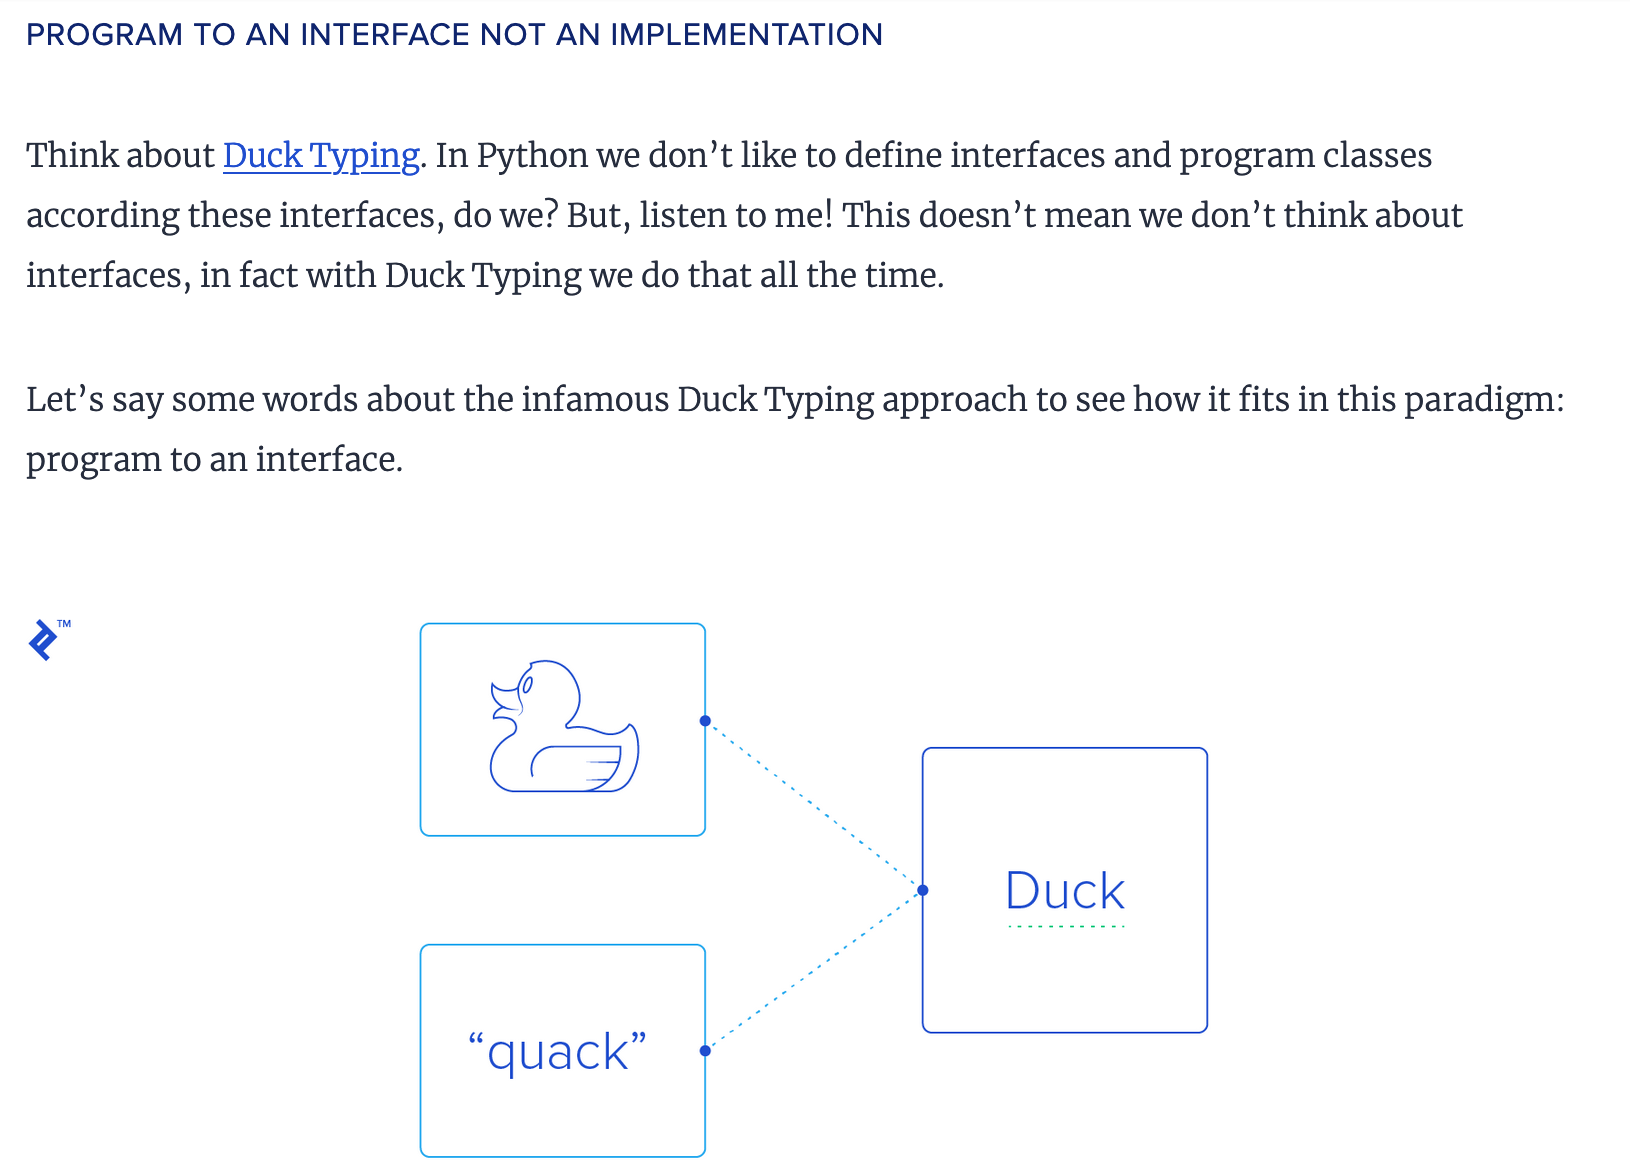 PROGRAM TO AN INTERFACE NOT AN IMPLEMENTATION
Think about Duck Typing. In Python we don’t like to define interfaces and program classes
according these interfaces, do we? But, listen to me! This doesn’t mean we don’t think about
interfaces, in fact with Duck Typing we do that all the time.
Let’s say some words about the infamous Duck Typing approach to see how it fits in this paradigm:
program to an interface.
TM
Duck
“quack”